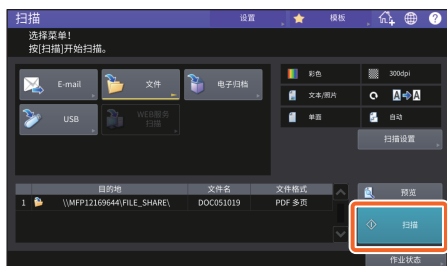 扫描 设置 模板
选择菜单!
按[扫描]开始扫描。
E-mail 文件 电子归档
USB WEB服务
扫描
彩色 300dpi
文本/照片 A A
单面 自动
扫描设置
目的地 文件名 文件格式
1 \\MFP12169644\FILE_SHARE\ DOC051019 PDF 多页
预览
扫描
作业状态